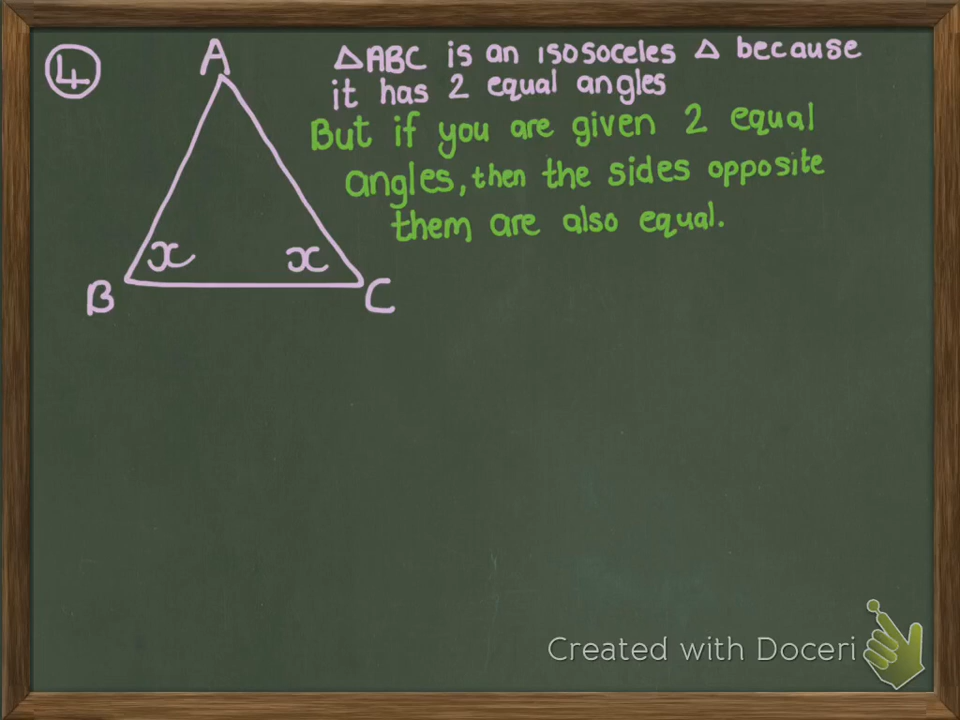 4
A
△ABC is an isosoceles △ because
it has 2 equal angles
But if you are given 2 equal
angles, then the sides opposite
them are also equal.
x x
B C
Created with Doceri